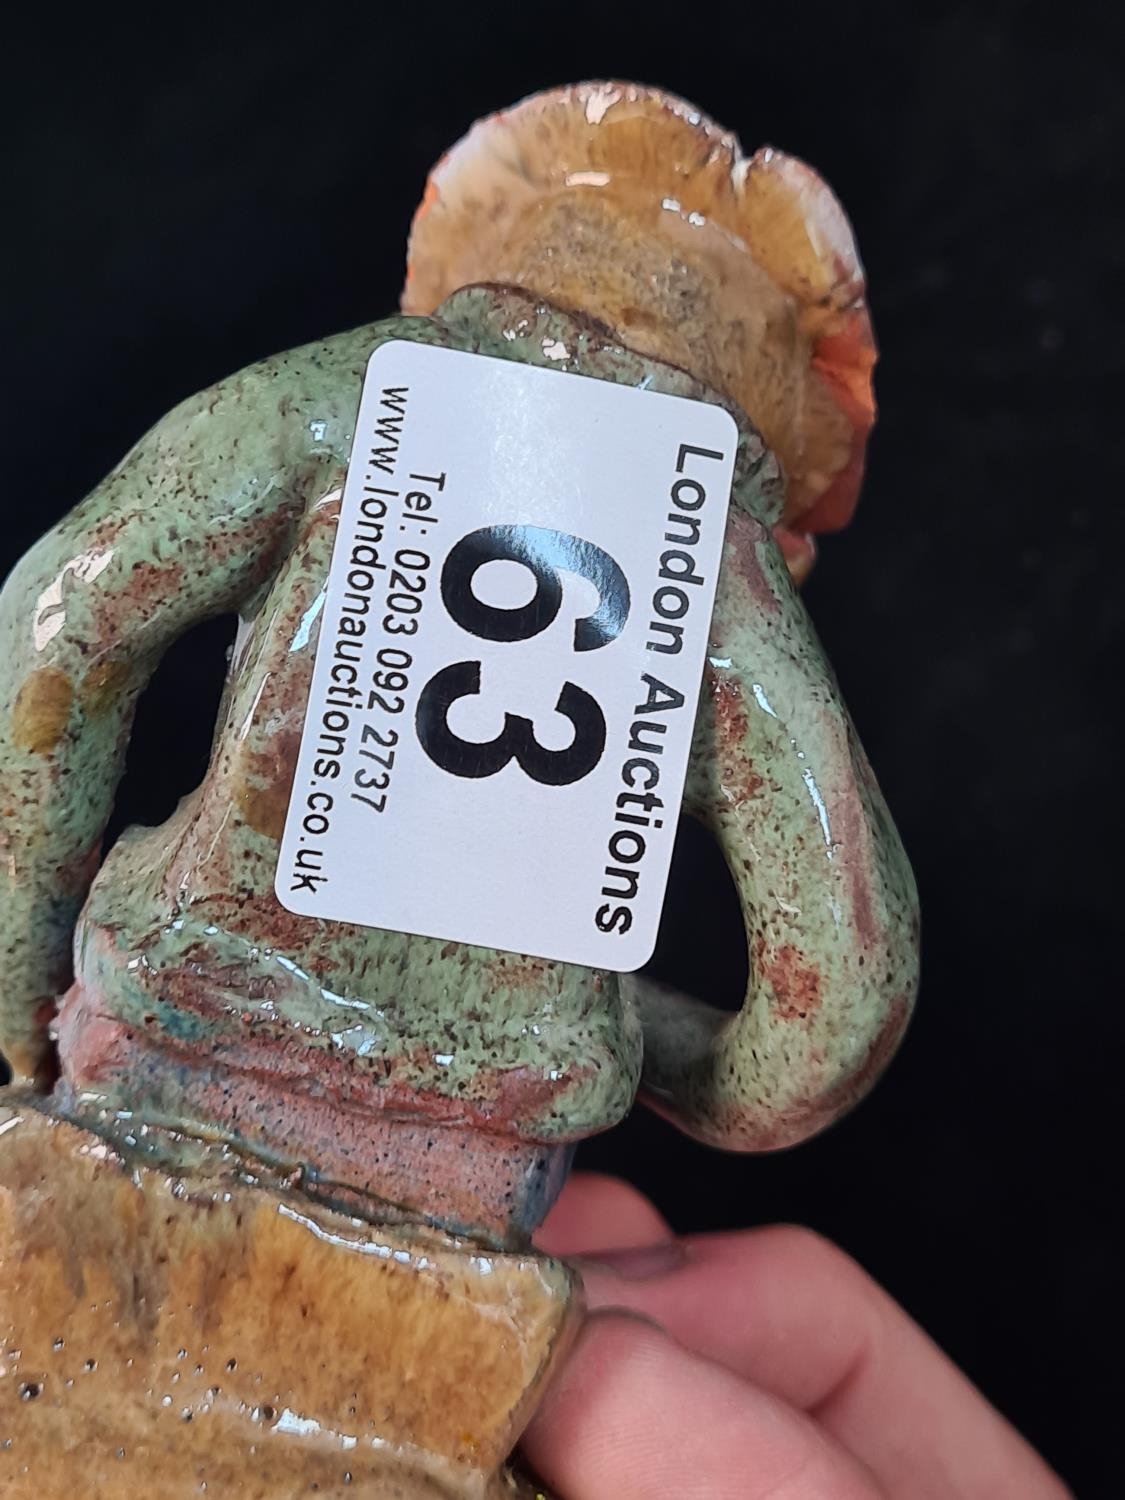 London Auctions
63
Tel: 0203 092 2737
www.londonauctions.co.uk